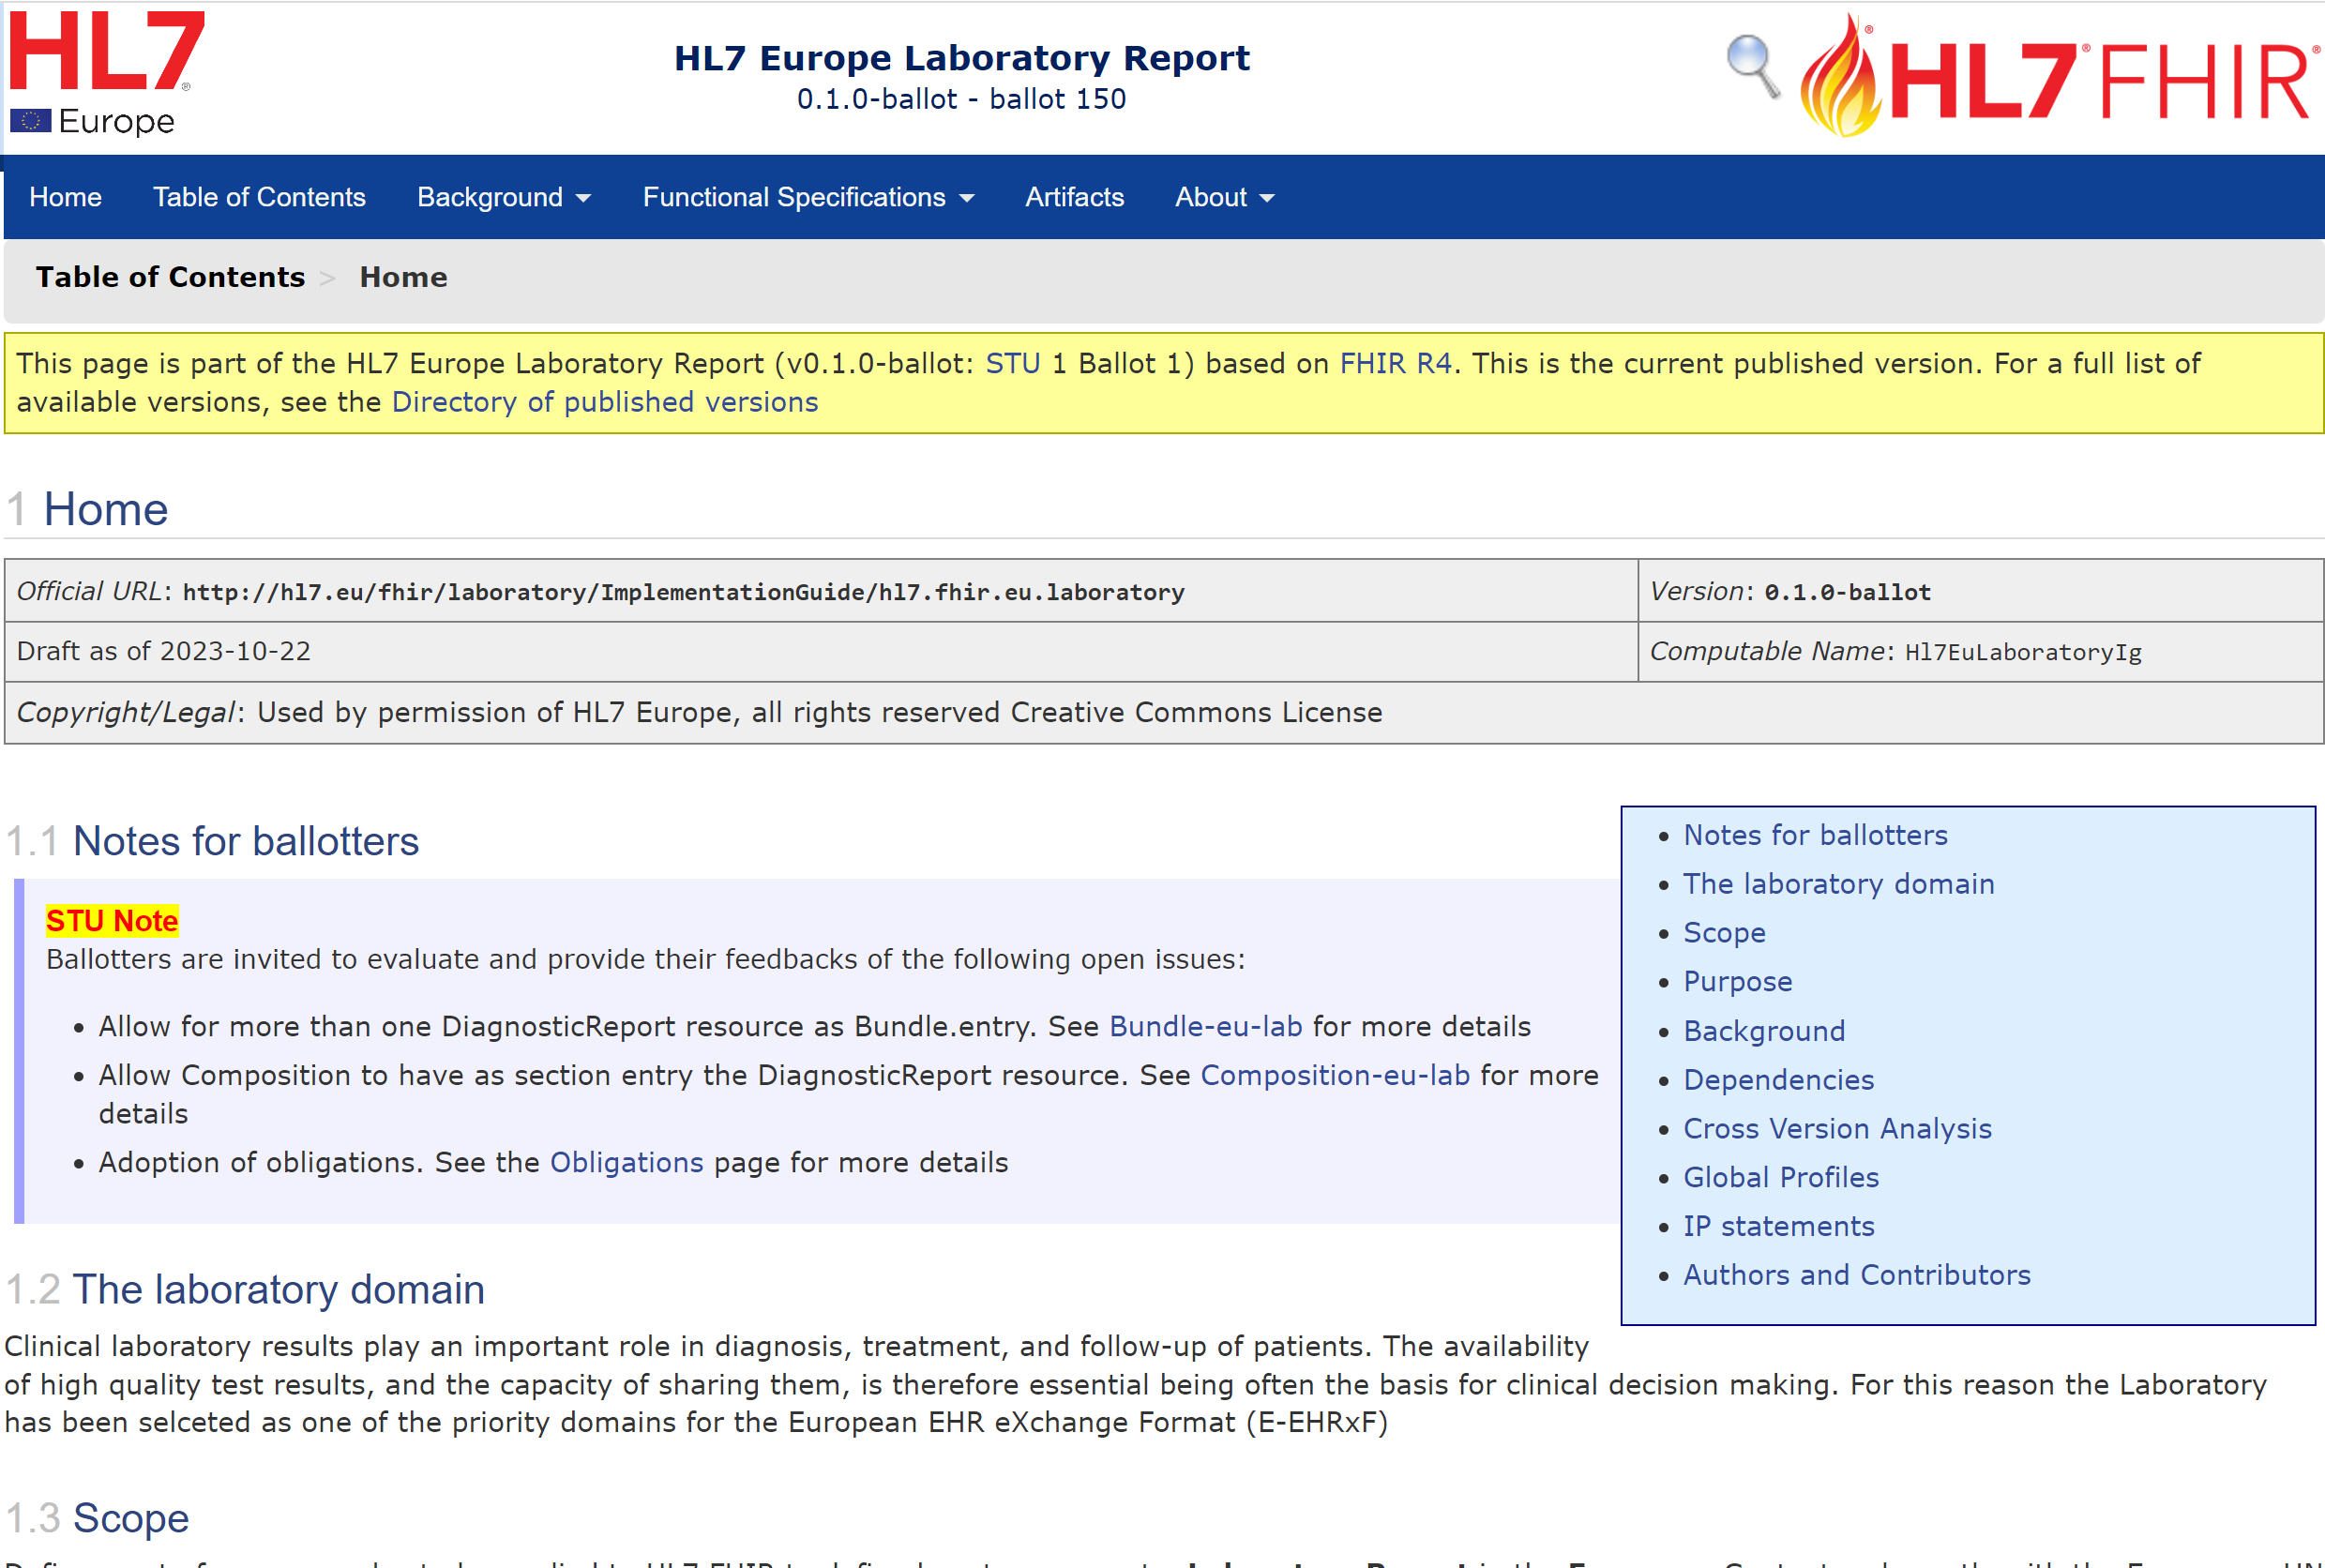 HL7®
Europe
HL7 Europe Laboratory Report
0.1.0-ballot - ballot 150
® HL7® FHIR®
Home Table of Contents Background Functional Specifications Artifacts About
Table of Contents > Home
This page is part of the HL7 Europe Laboratory Report (v0.1.0-ballot: STU 1 Ballot 1) based on FHIR R4. This is the current published version. For a full list of
available versions, see the Directory of published versions
1 Home
Official URL: http://hl7.eu/fhir/laboratory/ImplementationGuide/hl7.fhir.eu.laboratory Version: 0.1.0-ballot
Draft as of 2023-10-22 Computable Name: Hl7EuLaboratoryIg
Copyright/Legal: Used by permission of HL7 Europe, all rights reserved Creative Commons License
1.1 Notes for ballotters
STU Note
Ballotters are invited to evaluate and provide their feedbacks of the following open issues:
• Allow for more than one DiagnosticReport resource as Bundle.entry. See Bundle-eu-lab for more details
• Allow Composition to have as section entry the DiagnosticReport resource. See Composition-eu-lab for more
details
• Adoption of obligations. See the Obligations page for more details
• Notes for ballotters
• The laboratory domain
• Scope
• Purpose
• Background
• Dependencies
• Cross Version Analysis
• Global Profiles
• IP statements
• Authors and Contributors
1.2 The laboratory domain
Clinical laboratory results play an important role in diagnosis, treatment, and follow-up of patients. The availability
of high quality test results, and the capacity of sharing them, is therefore essential being often the basis for clinical decision making. For this reason the Laboratory
has been selceted as one of the priority domains for the European EHR eXchange Format (E-EHRxF)
1.3 Scope